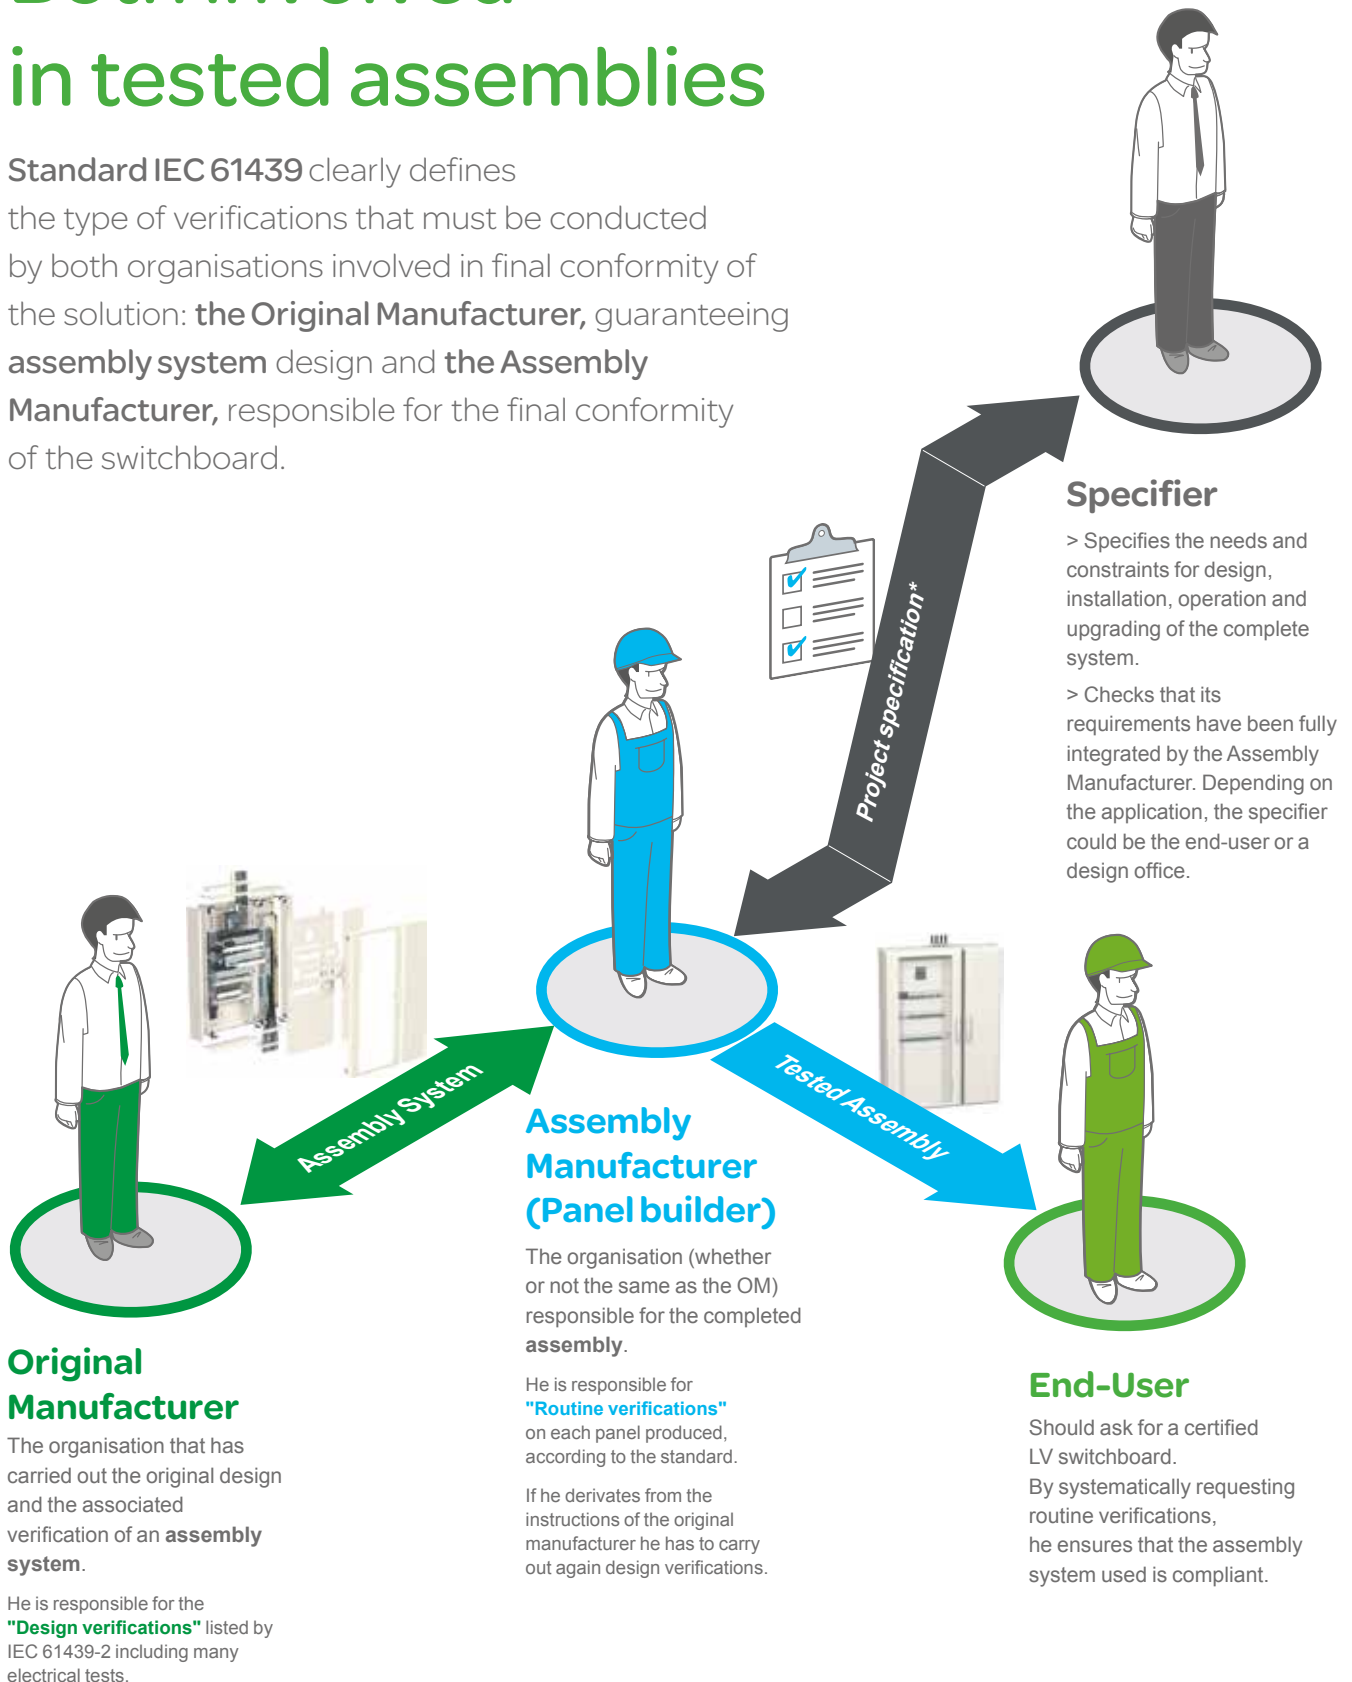 in tested assemblies
Standard IEC 61439 clearly defines
the type of verifications that must be conducted
by both organisations involved in final conformity of
the solution: the Original Manufacturer, guaranteeing
assembly system design and the Assembly
Manufacturer, responsible for the final conformity
of the switchboard.
Project specification*
Specifier
> Specifies the needs and
constraints for design,
installation, operation and
upgrading of the complete
system.
> Checks that its
requirements have been fully
integrated by the Assembly
Manufacturer. Depending on
the application, the specifier
could be the end-user or a
design office.
Assembly System
Tested Assembly
Assembly
Manufacturer
(Panel builder)
The organisation (whether
or not the same as the OM)
responsible for the completed
assembly.
He is responsible for
"Routine verifications"
on each panel produced,
according to the standard.
If he derivates from the
instructions of the original
manufacturer he has to carry
out again design verifications.
Original
Manufacturer
The organisation that has
carried out the original design
and the associated
verification of an assembly
system.
He is responsible for the
"Design verifications" listed by
IEC 61439-2 including many
electrical tests.
End-User
Should ask for a certified
LV switchboard.
By systematically requesting
routine verifications,
he ensures that the assembly
system used is compliant.